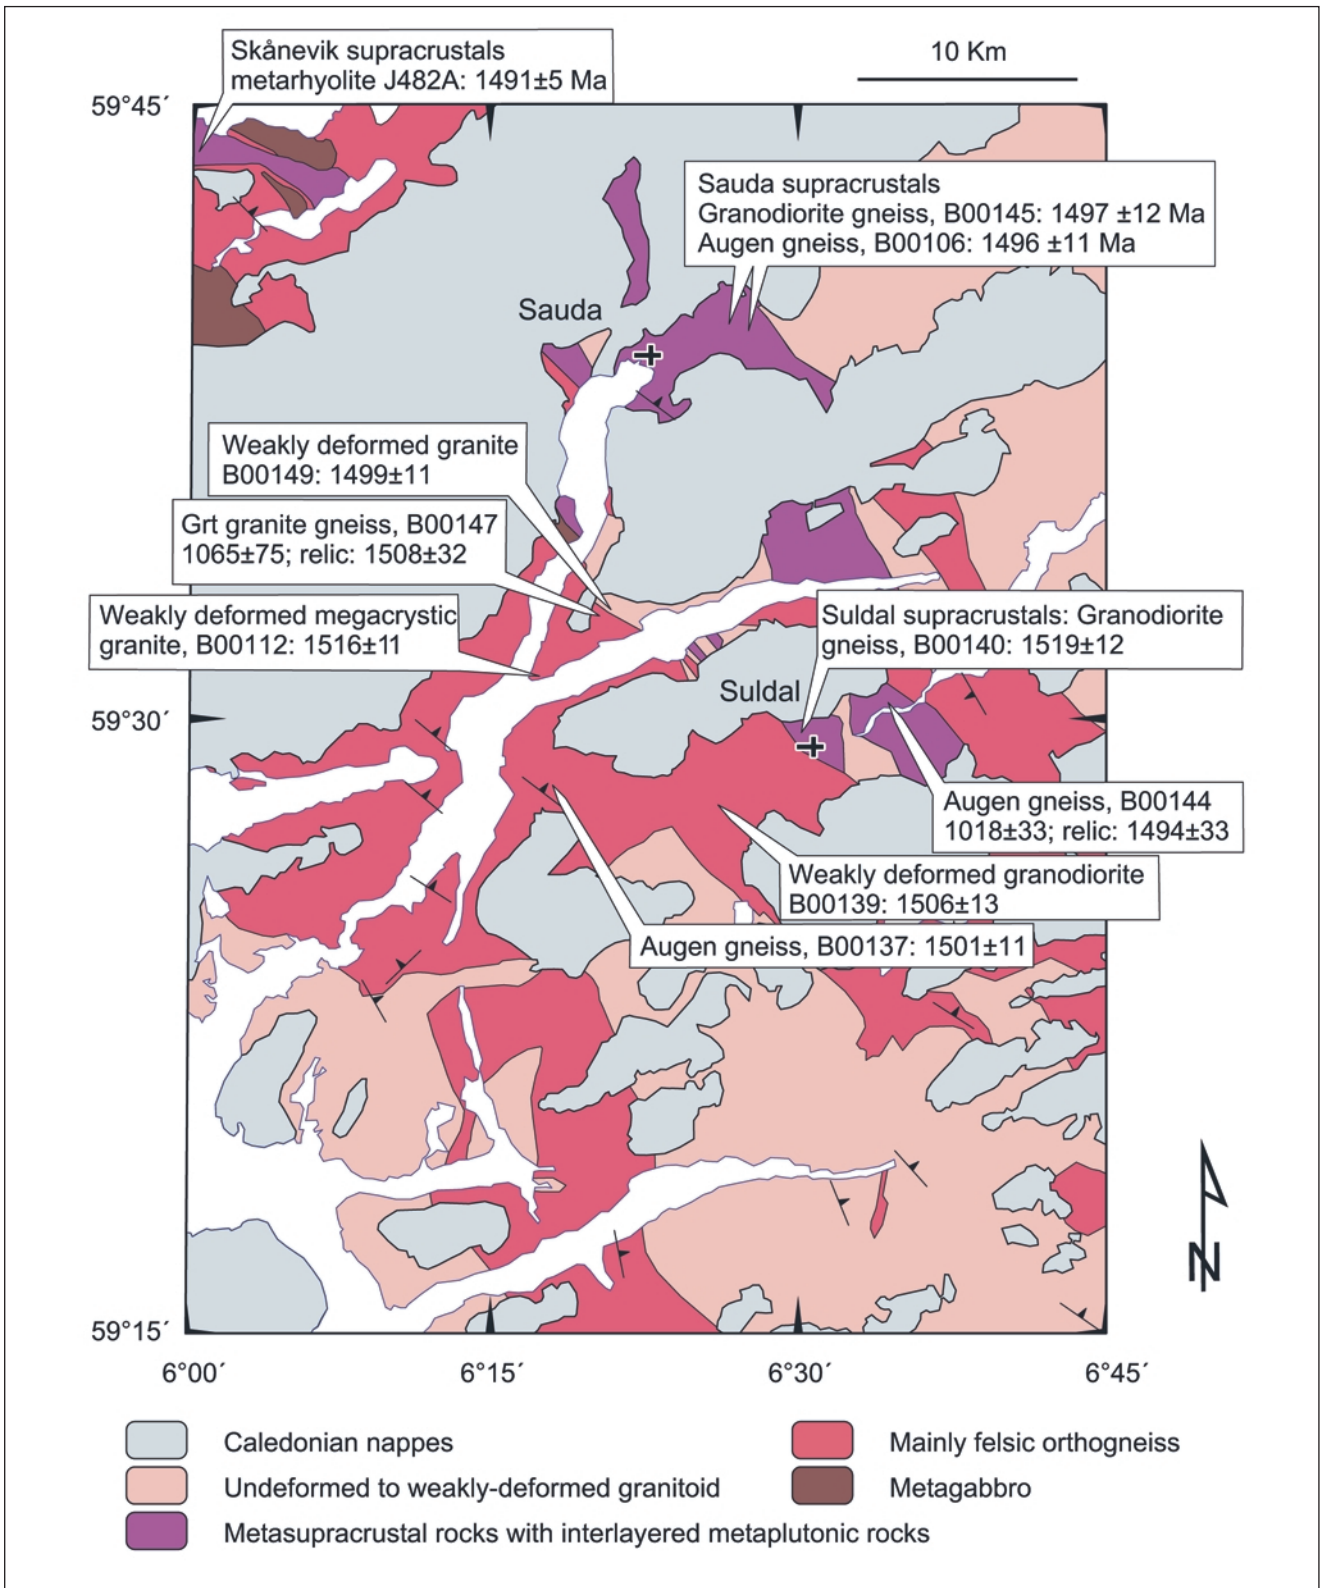 Skånevik supracrustals
metarhyolite J482A: 1491±5 Ma
10 Km
59°45´
Sauda supracrustals
Granodiorite gneiss, B00145: 1497 ±12 Ma
Augen gneiss, B00106: 1496 ±11 Ma
Sauda
Weakly deformed granite
B00149: 1499±11
Grt granite gneiss, B00147
1065±75; relic: 1508±32
Weakly deformed megacrystic
granite, B00112: 1516±11
Suldal supracrustals: Granodiorite
gneiss, B00140: 1519±12
Suldal
59°30´
Augen gneiss, B00144
1018±33; relic: 1494±33
Weakly deformed granodiorite
B00139: 1506±13
Augen gneiss, B00137: 1501±11
N
59°15´
6°00´
6°15´
6°30´
6°45´
Caledonian nappes
Undeformed to weakly-deformed granitoid
Metasupracrustal rocks with interlayered metaplutonic rocks
Mainly felsic orthogneiss
Metagabbro